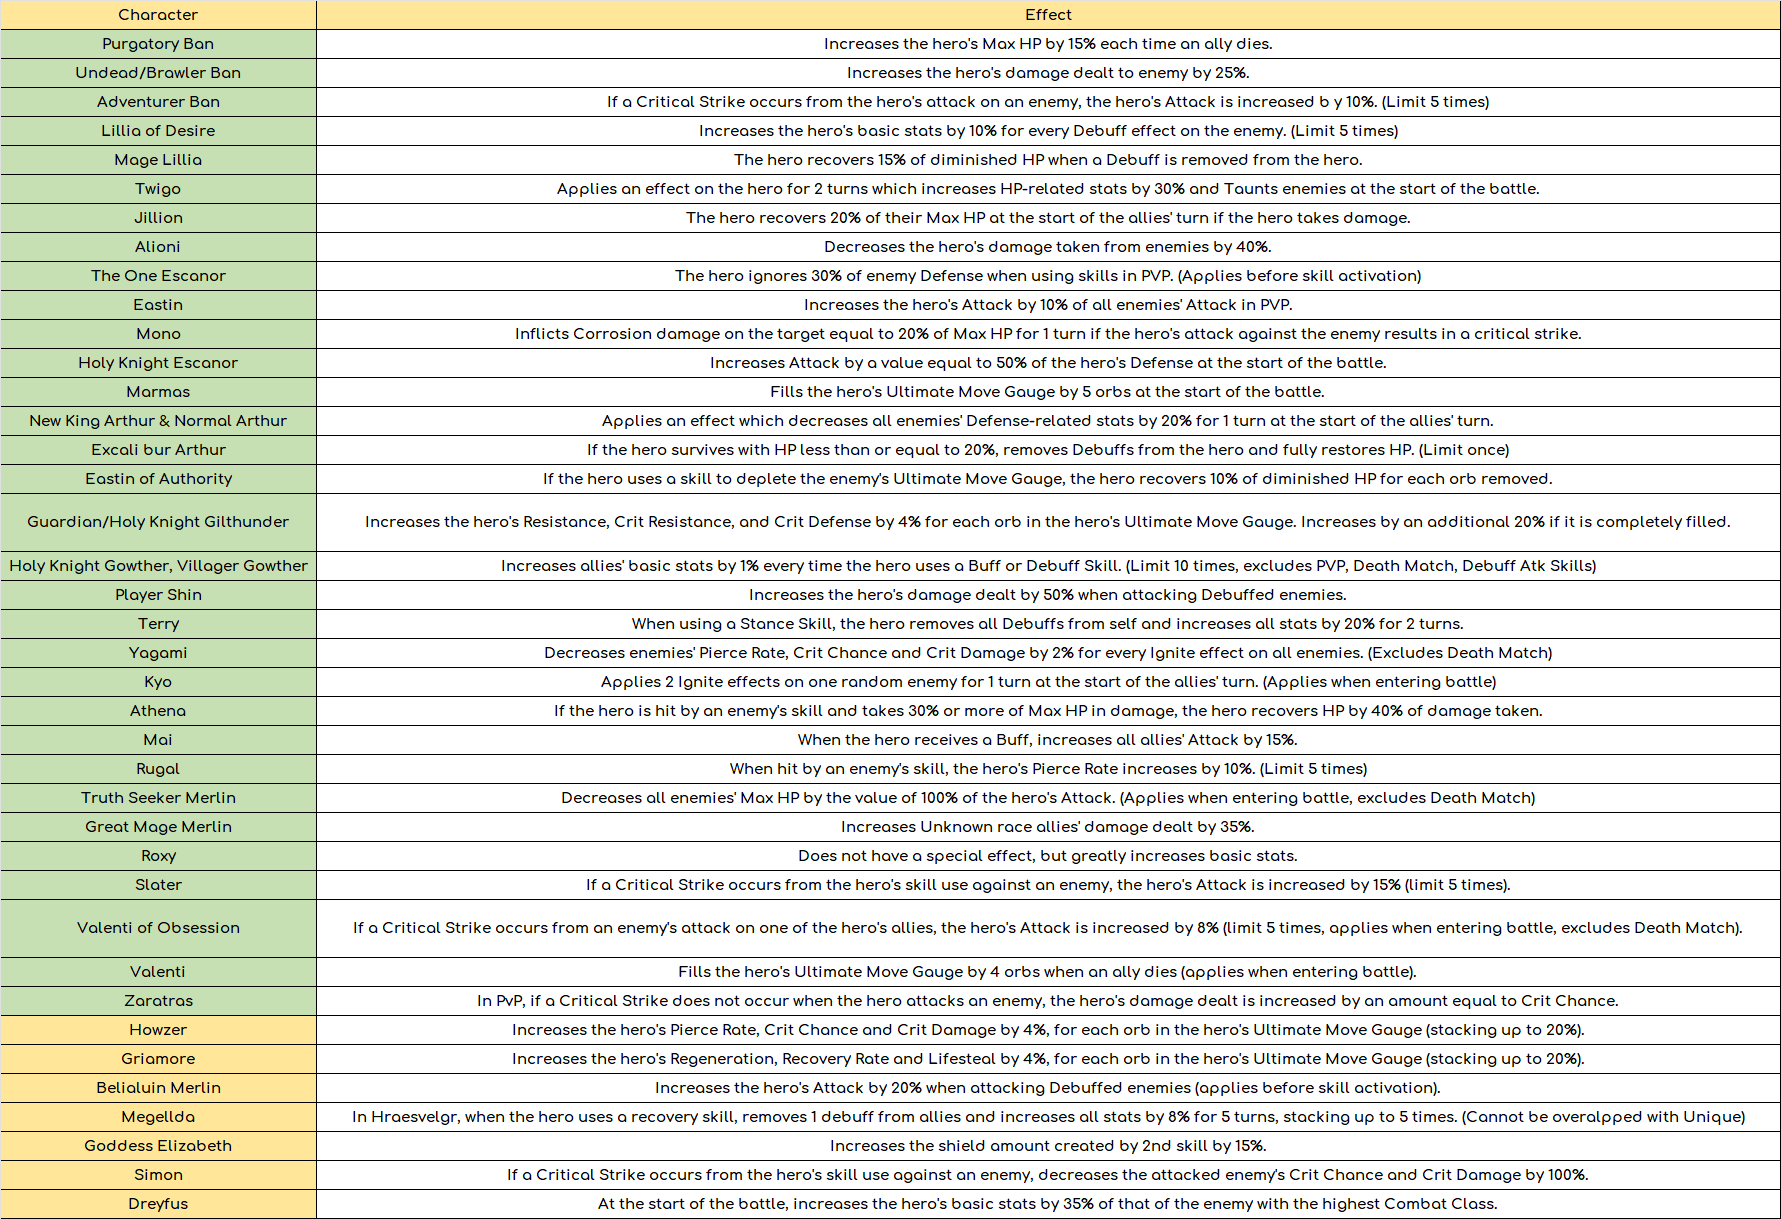 Character Effect
Purgatory Ban Increases the hero's Max HP by 15% each time an ally dies.
Undead/Brawler Ban Increases the hero's damage dealt to enemy by 25%.
Adventurer Ban If a Critical Strike occurs from the hero's attack on an enemy, the hero's Attack is increased b y 10%. (Limit 5 times)
Lillia of Desire Increases the hero's basic stats by 10% for every Debuff effect on the enemy. (Limit 5 times)
Mage Lillia The hero recovers 15% of diminished HP when a Debuff is removed from the hero.
Twigo Applies an effect on the hero for 2 turns which increases HP-related stats by 30% and Taunts enemies at the start of the battle.
Jillion The hero recovers 20% of their Max HP at the start of the allies' turn if the hero takes damage.
Alioni Decreases the hero's damage taken from enemies by 40%.
The One Escanor The hero ignores 30% of enemy Defense when using skills in PVP. (Applies before skill activation)
Eastin Increases the hero's Attack by 10% of all enemies' Attack in PVP.
Mono Inflicts Corrosion damage on the target equal to 20% of Max HP for 1 turn if the hero's attack against the enemy results in a critical strike.
Holy Knight Escanor Increases Attack by a value equal to 50% of the hero's Defense at the start of the battle.
Marmas Fills the hero's Ultimate Move Gauge by 5 orbs at the start of the battle.
New King Arthur & Normal Arthur Applies an effect which decreases all enemies' Defense-related stats by 20% for 1 turn at the start of the allies' turn.
Excali bur Arthur If the hero survives with HP less than or equal to 20%, removes Debuffs from the hero and fully restores HP. (Limit once)
Eastin of Authority If the hero uses a skill to deplete the enemy's Ultimate Move Gauge, the hero recovers 10% of diminished HP for each orb removed.
Guardian/Holy Knight Gilthunder Increases the hero's Resistance, Crit Resistance, and Crit Defense by 4% for each orb in the hero's Ultimate Move Gauge. Increases by an additional 20% if it is completely filled.
Holy Knight Gowther, Villager Gowther Increases allies' basic stats by 1% every time the hero uses a Buff or Debuff Skill. (Limit 10 times, excludes PVP, Death Match, Debuff Atk Skills)
Player Shin Increases the hero's damage dealt by 50% when attacking Debuffed enemies.
Terry When using a Stance Skill, the hero removes all Debuffs from self and increases all stats by 20% for 2 turns.
Yagami Decreases enemies' Pierce Rate, Crit Chance and Crit Damage by 2% for every Ignite effect on all enemies. (Excludes Death Match)
Kyo Applies 2 Ignite effects on one random enemy for 1 turn at the start of the allies' turn. (Applies when entering battle)
Athena If the hero is hit by an enemy's skill and takes 30% or more of Max HP in damage, the hero recovers HP by 40% of damage taken.
Mai When the hero receives a Buff, increases all allies' Attack by 15%.
Rugal When hit by an enemy's skill, the hero's Pierce Rate increases by 10%. (Limit 5 times)
Truth Seeker Merlin Decreases all enemies' Max HP by the value of 100% of the hero's Attack. (Applies when entering battle, excludes Death Match)
Great Mage Merlin Increases Unknown race allies' damage dealt by 35%.
Roxy Does not have a special effect, but greatly increases basic stats.
Slater If a Critical Strike occurs from the hero's skill use against an enemy, the hero's Attack is increased by 15% (limit 5 times).
Valenti of Obsession If a Critical Strike occurs from an enemy's attack on one of the hero's allies, the hero's Attack is increased by 8% (limit 5 times, applies when entering battle, excludes Death Match).
Valenti Fills the hero's Ultimate Move Gauge by 4 orbs when an ally dies (applies when entering battle).
Zaratras In PvP, if a Critical Strike does not occur when the hero attacks an enemy, the hero's damage dealt is increased by an amount equal to Crit Chance.
Howzer Increases the hero's Pierce Rate, Crit Chance and Crit Damage by 4%, for each orb in the hero's Ultimate Move Gauge (stacking up to 20%).
Griamore Increases the hero's Regeneration, Recovery Rate and Lifesteal by 4%, for each orb in the hero's Ultimate Move Gauge (stacking up to 20%).
Belialuin Merlin Increases the hero's Attack by 20% when attacking Debuffed enemies (applies before skill activation).
Megellda In Hraesvelgr, when the hero uses a recovery skill, removes 1 debuff from allies and increases all stats by 8% for 5 turns, stacking up to 5 times. (Cannot be overalpped with Unique)
Goddess Elizabeth Increases the shield amount created by 2nd skill by 15%.
Simon If a Critical Strike occurs from the hero's skill use against an enemy, decreases the attacked enemy's Crit Chance and Crit Damage by 100%.
Dreyfus At the start of the battle, increases the hero's basic stats by 35% of that of the enemy with the highest Combat Class.